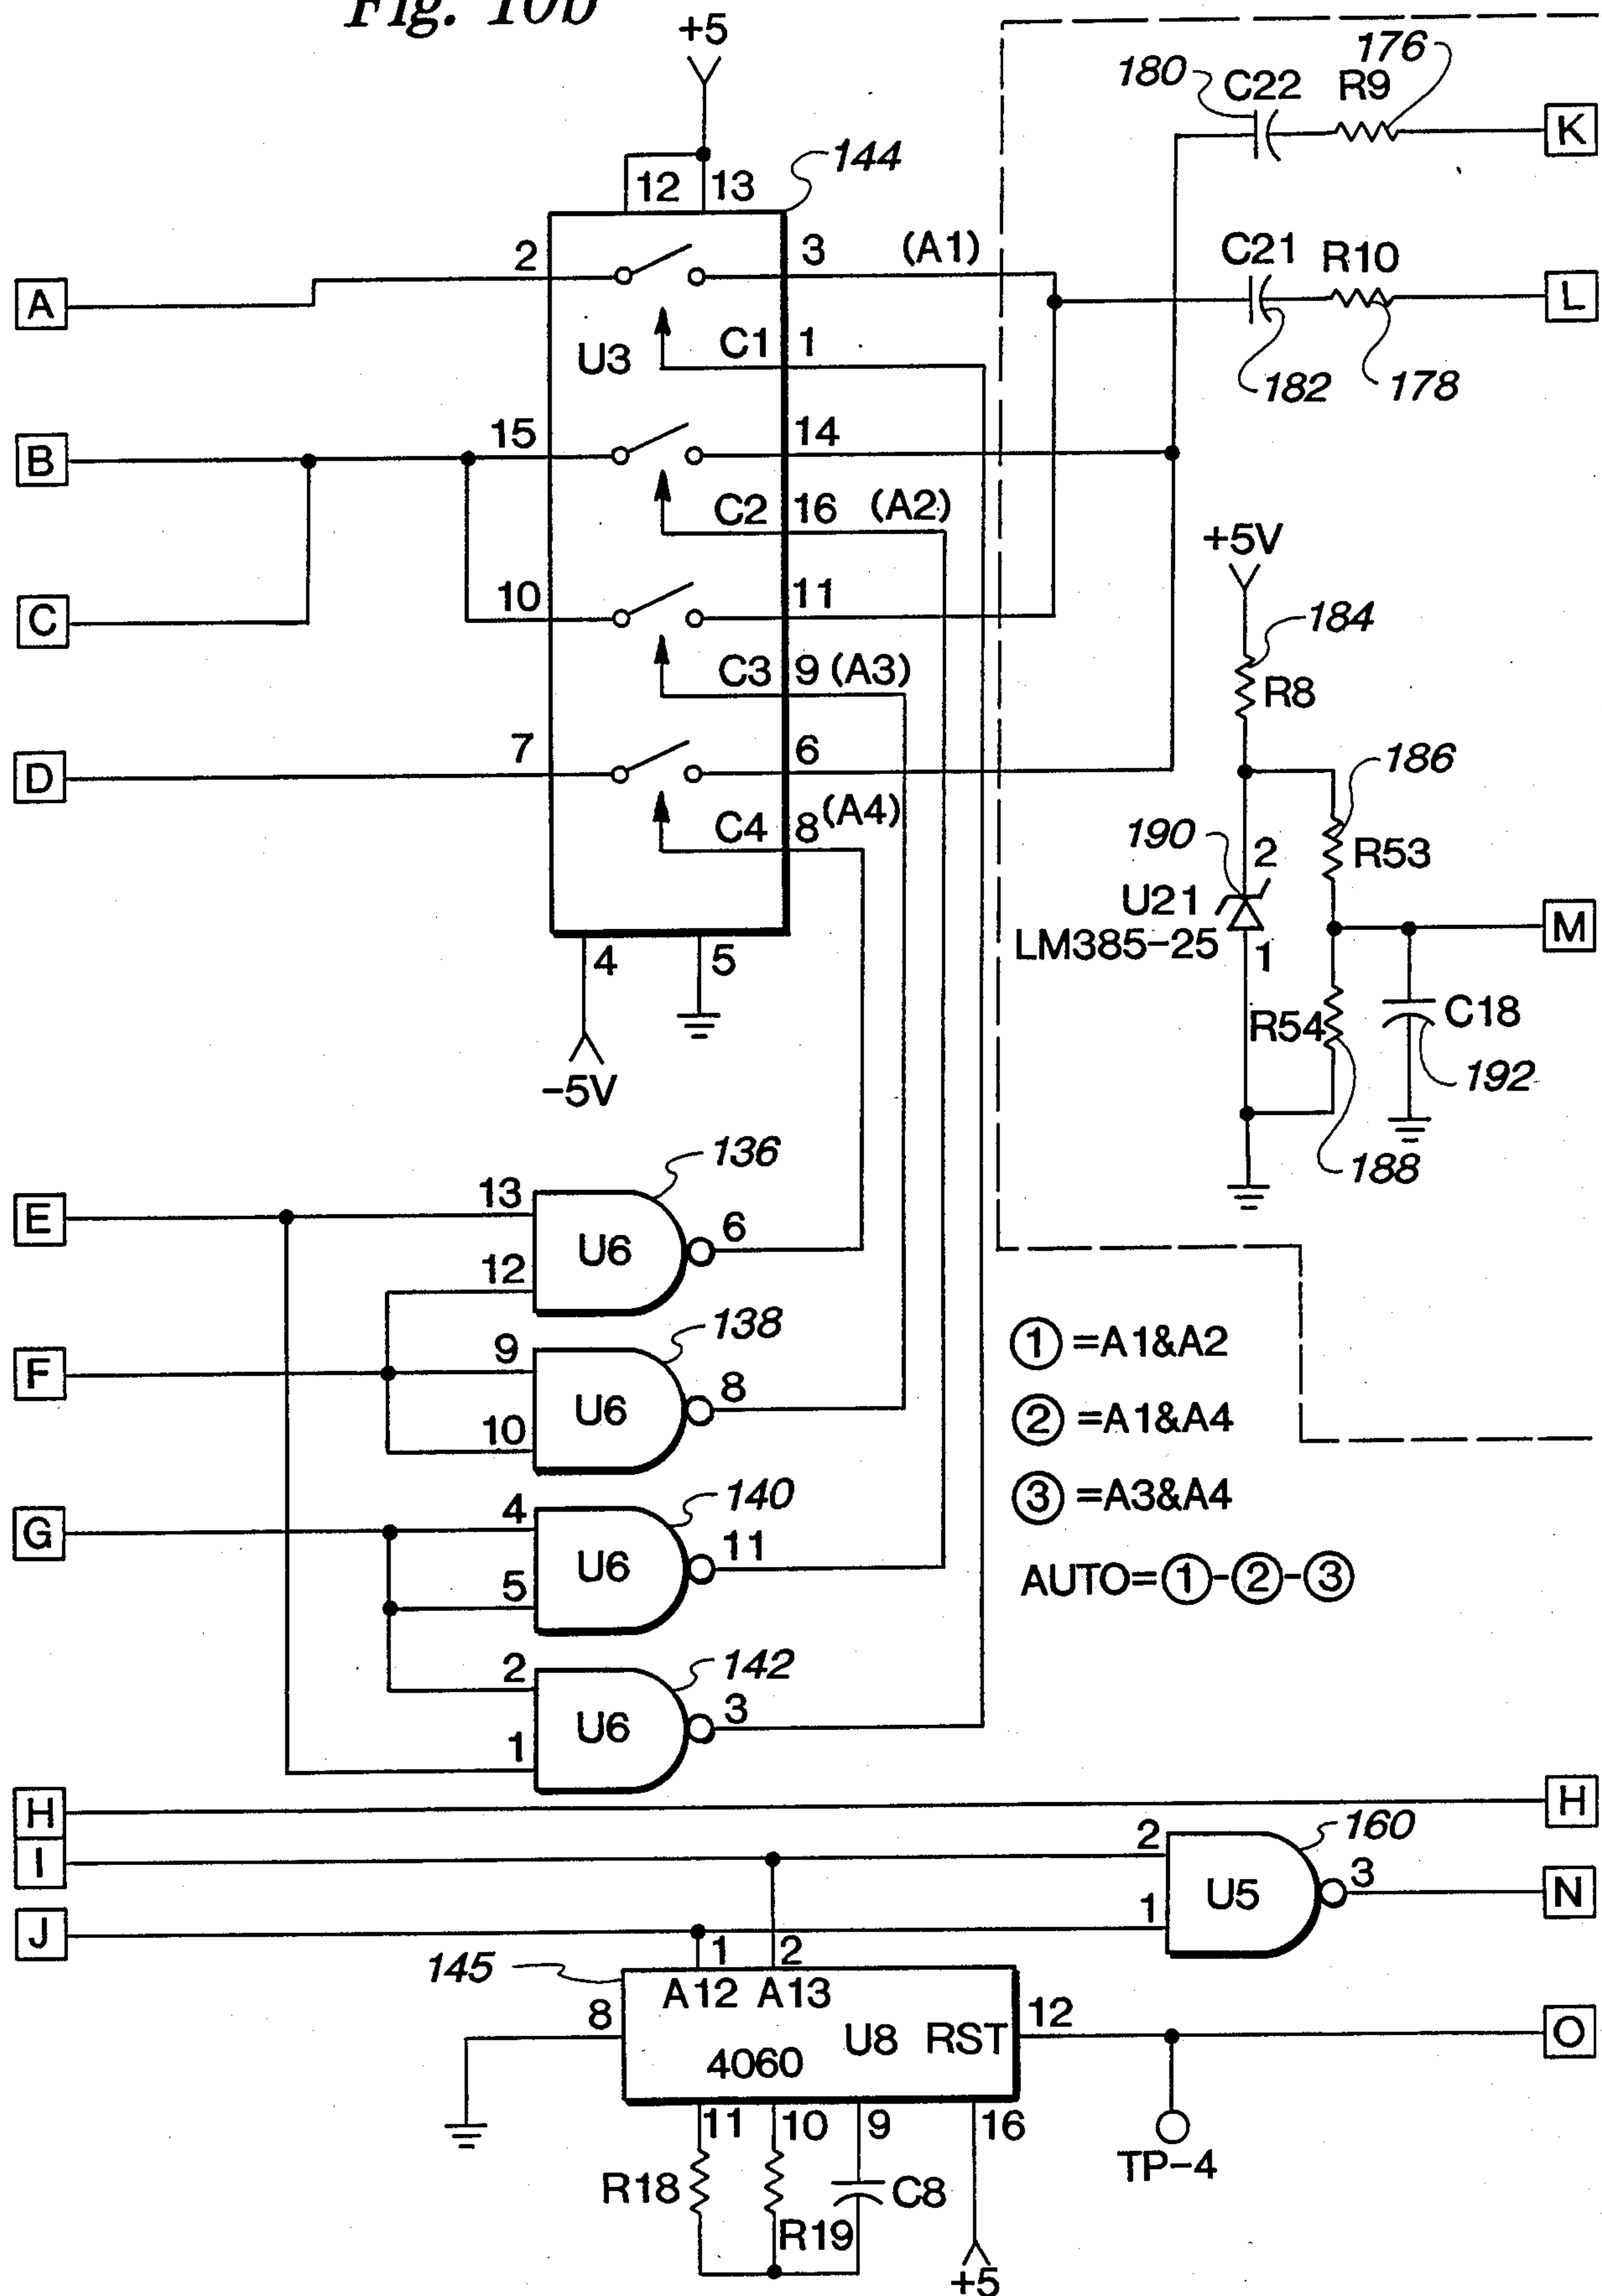 Fig. 10b
+5
180
C22
R9
176
K
12
13
144
2
3
(A1)
C21
R10
L
A
U3
C1
1
182
178
15
14
B
C2
16
(A2)
+5V
10
11
C
184
C3
9
(A3)
R8
7
6
D
186
C4
8
(A4)
190
2
R53
U21
LM385-25
M
1
4
5
R54
C18
-5V
192
136
188
E
13
12
U6
6
138
①=A1&A2
F
9
10
U6
8
②=A1&A4
③=A3&A4
140
G
4
5
U6
11
AUTO=①-②-③
142
2
1
U6
3
H
H
160
I
2
1
U5
3
N
J
145
1
2
A12
A13
8
U8
RST
12
O
4060
11
10
9
16
TP-4
R18
C8
R19
+5